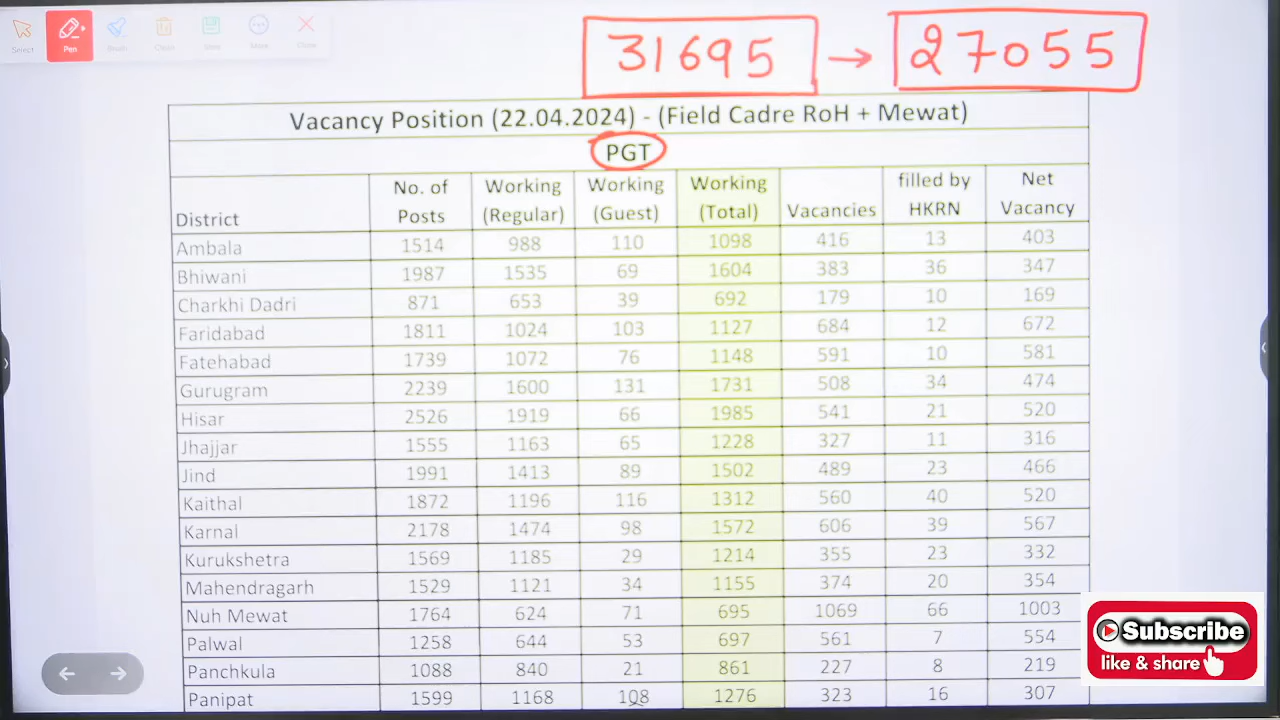 Select Pen Clean Share Close
31695 → 27055
Vacancy Position (22.04.2024) - (Field Cadre RoH + Mewat)
PGT
District No. of Posts Working (Regular) Working (Guest) Working (Total) Vacancies filled by HKRN Net Vacancy
Ambala 1514 988 110 1098 416 13 403
Bhiwani 1987 1535 69 1604 383 36 347
Charkhi Dadri 871 653 39 692 179 10 169
Faridabad 1811 1024 103 1127 684 12 672
Fatehabad 1739 1072 76 1148 591 10 581
Gurugram 2239 1600 131 1731 508 34 474
Hisar 2526 1919 66 1985 541 21 520
Jhajjar 1555 1163 65 1228 327 11 316
Jind 1991 1413 89 1502 489 23 466
Kaithal 1872 1196 116 1312 560 40 520
Karnal 2178 1474 98 1572 606 39 567
Kurukshetra 1569 1185 29 1214 355 23 332
Mahendragarh 1529 1121 34 1155 374 20 354
Nuh Mewat 1764 624 71 695 1069 66 1003
Palwal 1258 644 53 697 561 7 554
Panchkula 1088 840 21 861 227 8 219
Panipat 1599 1168 108 1276 323 16 307
Subscribe
like & share